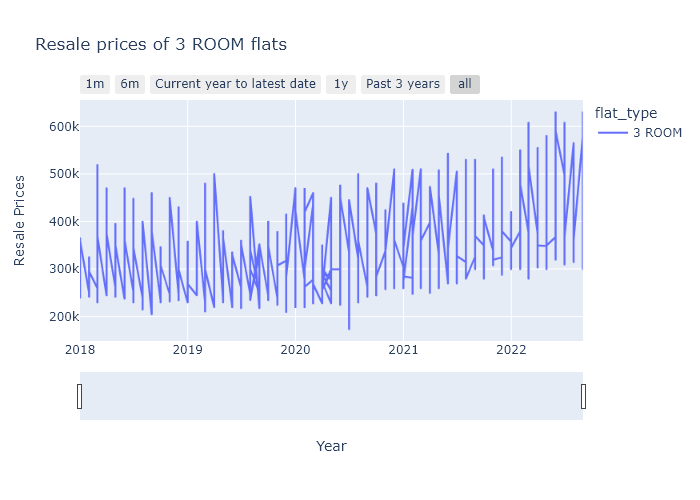 Resale prices of 3 ROOM flats
1m 6m Current year to latest date 1y Past 3 years all
flat_type
3 ROOM
600k
500k
400k
300k
200k
Resale Prices
2018 2019 2020 2021 2022
Year